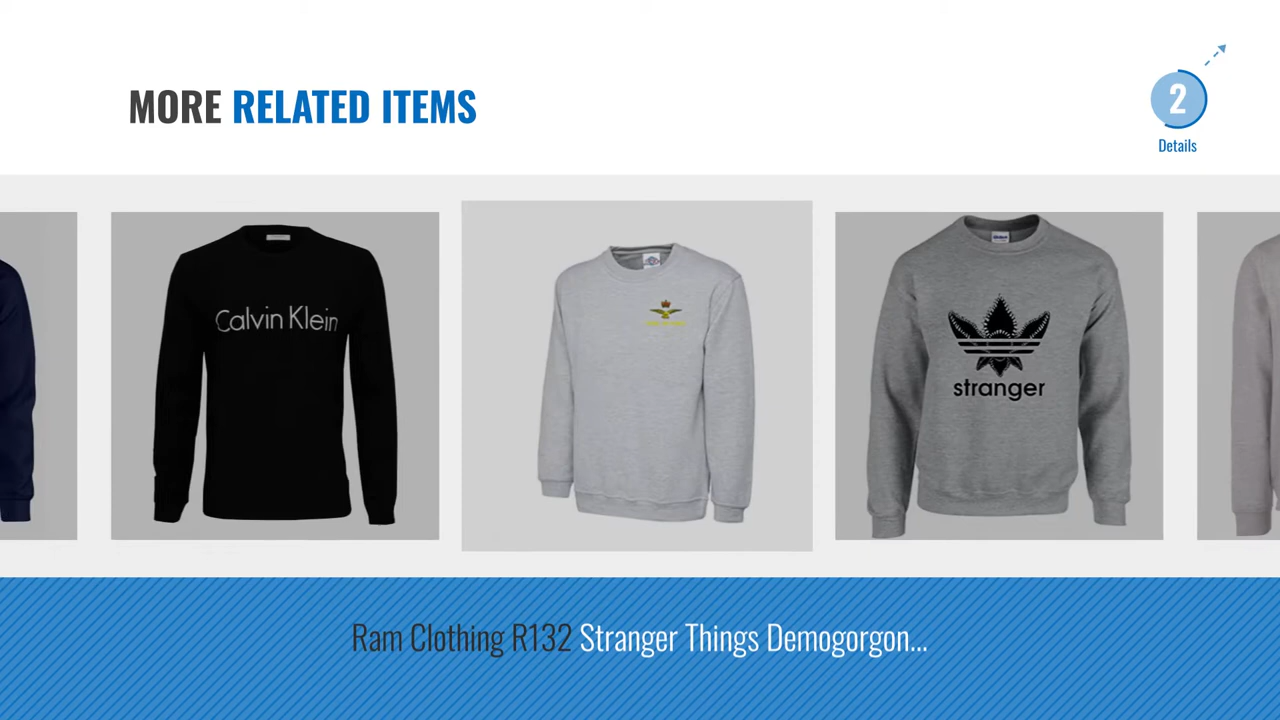 MORE RELATED ITEMS
2
Details
Calvin Klein
stranger
Ram Clothing R132 Stranger Things Demogorgon...